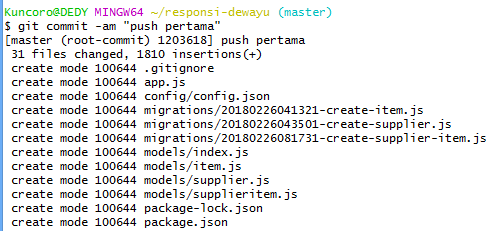 Kuncoro@DEDY MINGW64 ~/responsi-dewayu (master)
$ git commit -am "push pertama"
[master (root-commit) 1203618] push pertama
 31 files changed, 1810 insertions(+)
 create mode 100644 .gitignore
 create mode 100644 app.js
 create mode 100644 config/config.json
 create mode 100644 migrations/20180226041321-create-item.js
 create mode 100644 migrations/20180226043501-create-supplier.js
 create mode 100644 migrations/20180226081731-create-supplier-item.js
 create mode 100644 models/index.js
 create mode 100644 models/item.js
 create mode 100644 models/supplier.js
 create mode 100644 models/supplieritem.js
 create mode 100644 package-lock.json
 create mode 100644 package.json